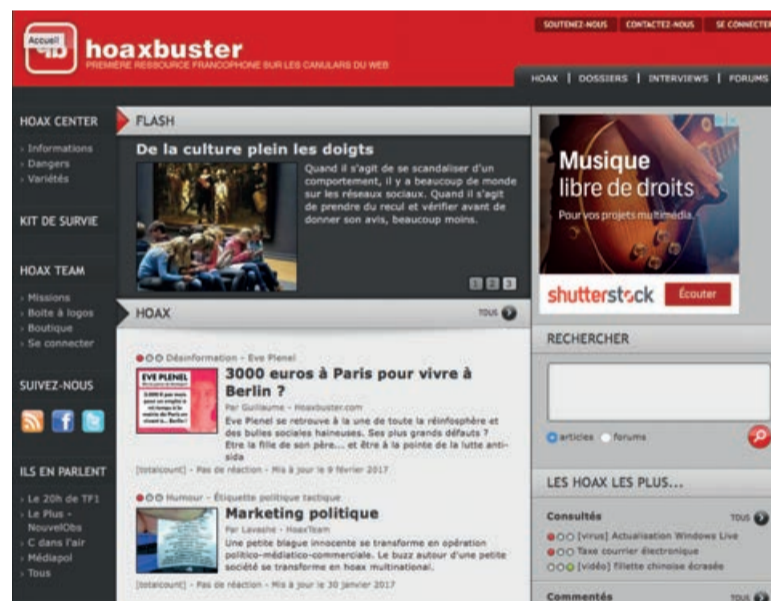 SOUTENEZ-NOUS CONTACTEZ-NOUS SE CONNECTER
Accueil
hoaxbuster
PREMIÈRE RESSOURCE FRANCOPHONE SUR LES CANULARS DU WEB
HOAX | DOSSIERS | INTERVIEWS | FORUMS
HOAX CENTER
› Informations
› Dangers
› Variétés
KIT DE SURVIE
HOAX TEAM
› Missions
› Boîte à logos
› Boutique
› Se connecter
SUIVEZ-NOUS
ILS EN PARLENT
› Le 20h de TF1
› Le Plus -
NouvelObs
› C dans l'air
› Médiapol
› Tous
FLASH
De la culture plein les doigts
Quand il s'agit de se scandaliser d'un
comportement, il y a beaucoup de monde
sur les réseaux sociaux. Quand il s'agit
de prendre du recul et vérifier avant de
donner son avis, beaucoup moins.
1 2 3
HOAX
TOUS
Désinformation - Eve Plenel
EVE PLENEL
3000 euros à Paris pour vivre à
Berlin ?
Par Guillaume - Hoaxbuster.com
Eve Plenel se retrouve à la une de toute la réinfosphère et
des bulles sociales haineuses. Ses plus grands défauts ?
Etre la fille de son père... et être à la pointe de la lutte anti-
sida
[totalcount] - Pas de réaction - Mis à jour le 9 février 2017
Humour - Étiquette politique tactique
Marketing politique
Par Lavashe - HoaxTeam
Une petite blague innocente se transforme en opération
politico-médiatico-commerciale. Le buzz autour d'une petite
société se transforme en hoax multinational.
[totalcount] - Pas de réaction - Mis à jour le 30 janvier 2017
Musique
libre de droits
Pour vos projets multimédia.
shutterstock
Écouter
RECHERCHER
articles forums
LES HOAX LES PLUS...
Consultés TOUS
[virus] Actualisation Windows Live
Taxe courrier électronique
[vidéo] fillette chinoise écrasée
Commentés TOUS